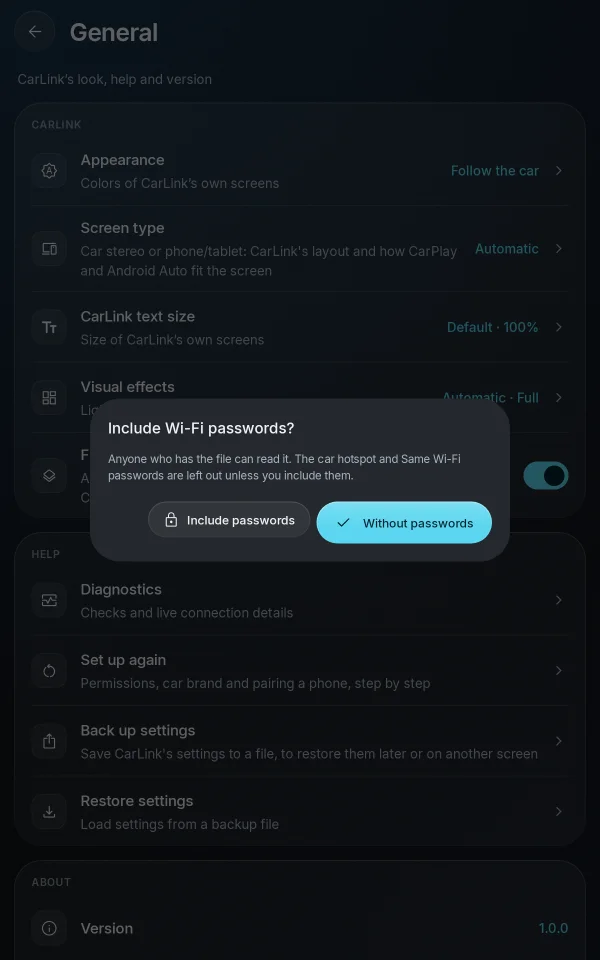 General
CarLink's look, help and version
CARLINK
Appearance
Colors of CarLink's own screens
Follow the car
Screen type
Car stereo or phone/tablet: CarLink's layout and how CarPlay
and Android Auto fit the screen
Automatic
CarLink text size
Size of CarLink's own screens
Default · 100%
Visual effects
Automatic · Full
Include Wi-Fi passwords?
Anyone who has the file can read it. The car hotspot and Same Wi-Fi
passwords are left out unless you include them.
Include passwords
Without passwords
HELP
Diagnostics
Checks and live connection details
Set up again
Permissions, car brand and pairing a phone, step by step
Back up settings
Save CarLink's settings to a file, to restore them later or on another screen
Restore settings
Load settings from a backup file
ABOUT
Version
1.0.0